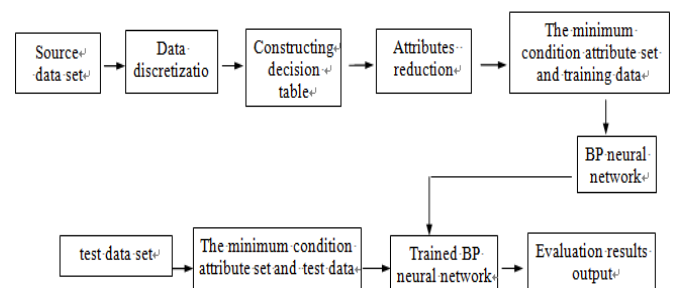 Source
data set
Data
discretizatio
Constructing
decision
table
Attributes
reduction
The minimum
condition attribute set
and training data
BP neural
network
test data set
The minimum condition
attribute set and test data
Trained BP
neural network
Evaluation results
output